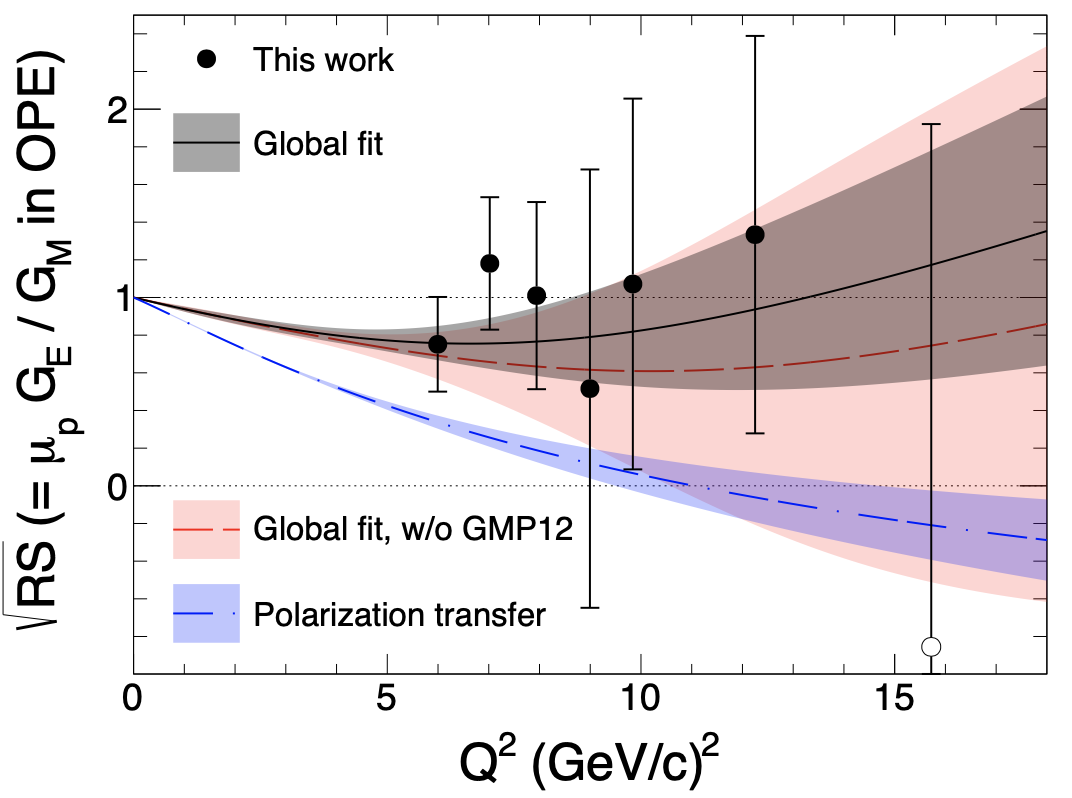 √RS (= μp GE / GM in OPE)
This work
Global fit
2
1
0
Global fit, w/o GMP12
Polarization transfer
0 5 10 15
Q² (GeV/c)²